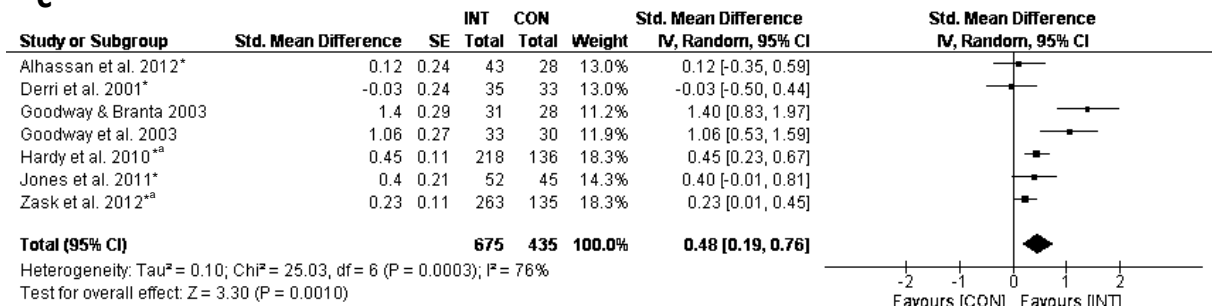 c
INT CON Std. Mean Difference Std. Mean Difference
Study or Subgroup Std. Mean Difference SE Total Total Weight IV, Random, 95% CI IV, Random, 95% CI
Alhassan et al. 2012* 0.12 0.24 43 28 13.0% 0.12 [-0.35, 0.59]
Derri et al. 2001* -0.03 0.24 35 33 13.0% -0.03 [-0.50, 0.44]
Goodway & Branta 2003 1.4 0.29 31 28 11.2% 1.40 [0.83, 1.97]
Goodway et al. 2003 1.06 0.27 33 30 11.9% 1.06 [0.53, 1.59]
Hardy et al. 2010*ª 0.45 0.11 218 136 18.3% 0.45 [0.23, 0.67]
Jones et al. 2011* 0.4 0.21 52 45 14.3% 0.40 [-0.01, 0.81]
Zask et al. 2012*ª 0.23 0.11 263 135 18.3% 0.23 [0.01, 0.45]
Total (95% CI) 675 435 100.0% 0.48 [0.19, 0.76]
Heterogeneity: Tau² = 0.10; Chi² = 25.03, df = 6 (P = 0.0003); I² = 76%
Test for overall effect: Z = 3.30 (P = 0.0010)
-2 -1 0 1 2
Favours [CON] Favours [INT]